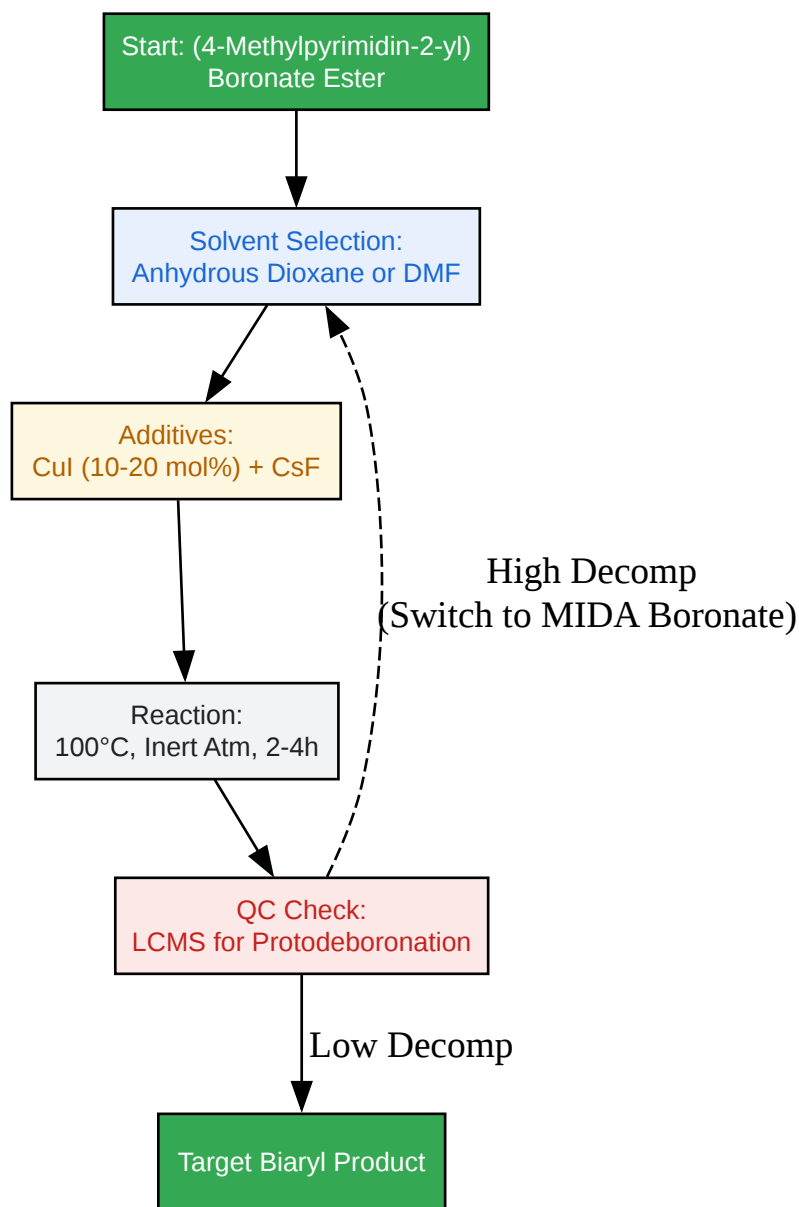 Start: (4-Methylpyrimidin-2-yl)
Boronate Ester
Solvent Selection:
Anhydrous Dioxane or DMF
Additives:
CuI (10-20 mol%) + CsF
High Decomp
(Switch to MIDA Boronate)
Reaction:
100°C, Inert Atm, 2-4h
QC Check:
LCMS for Protodeboronation
Low Decomp
Target Biaryl Product